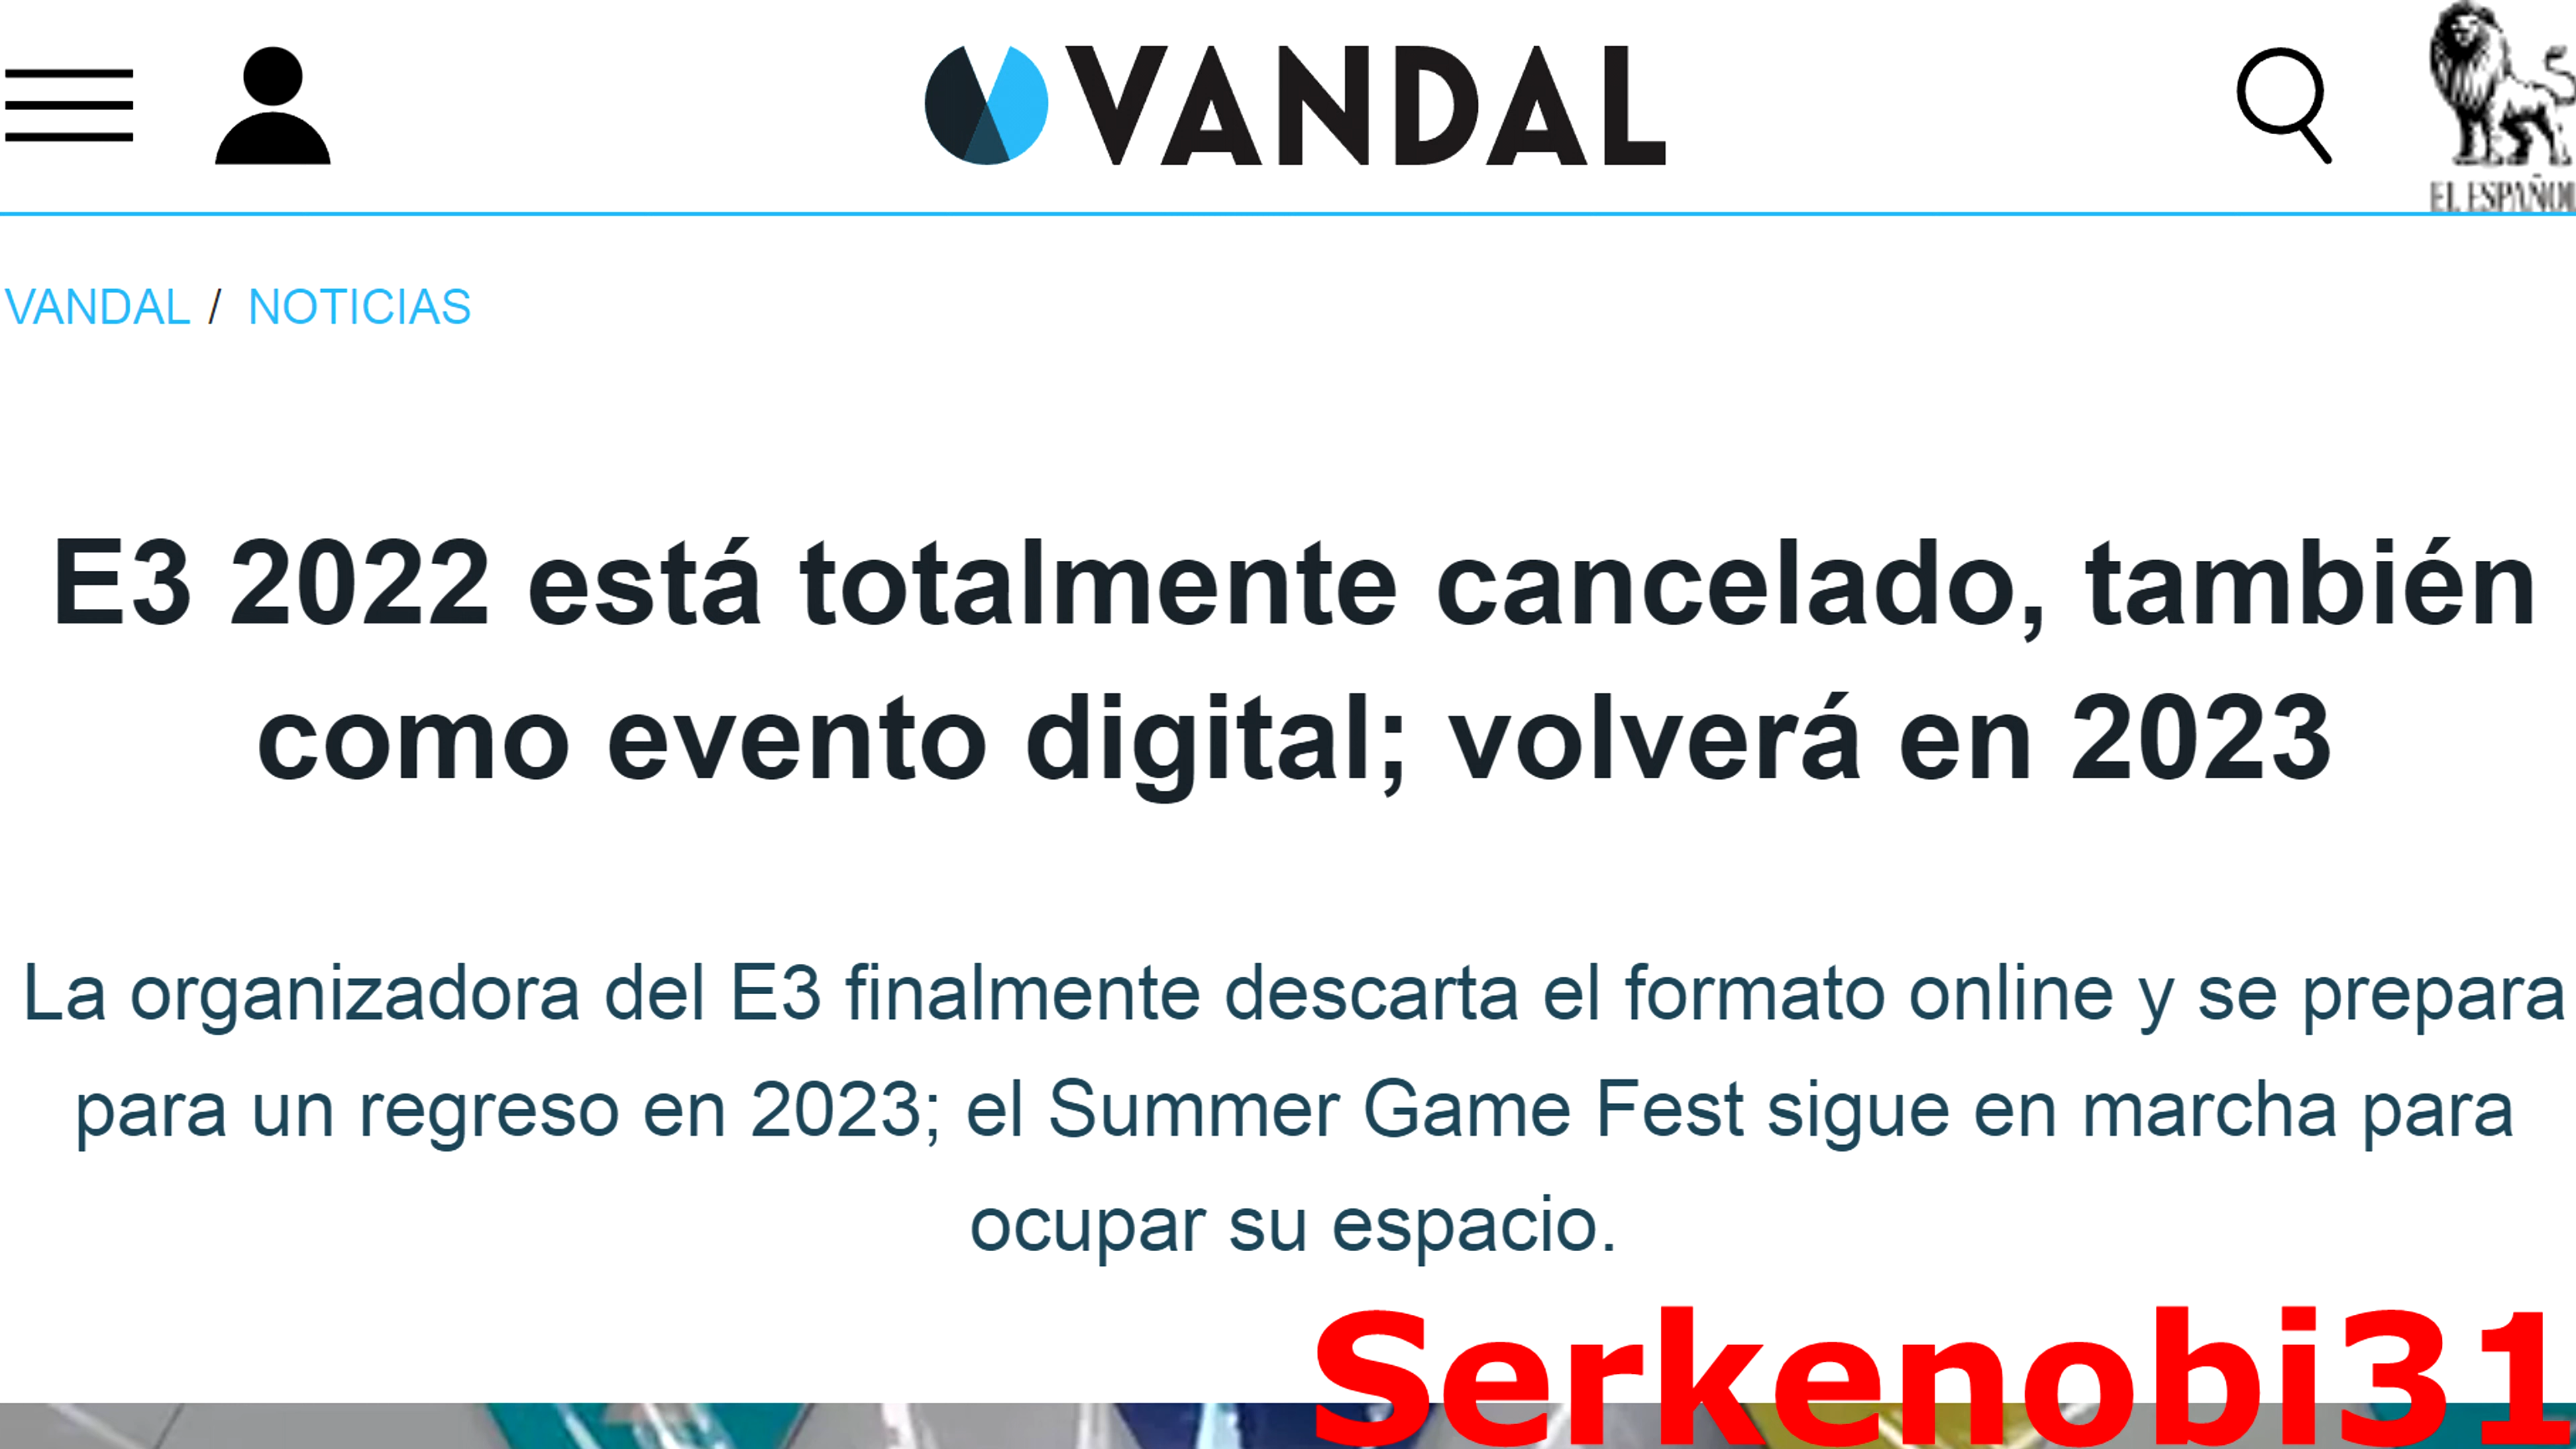 VANDAL
EL ESPAÑOL
VANDAL / NOTICIAS
E3 2022 está totalmente cancelado, también
como evento digital; volverá en 2023
La organizadora del E3 finalmente descarta el formato online y se prepara
para un regreso en 2023; el Summer Game Fest sigue en marcha para
ocupar su espacio.
Serkenobi31